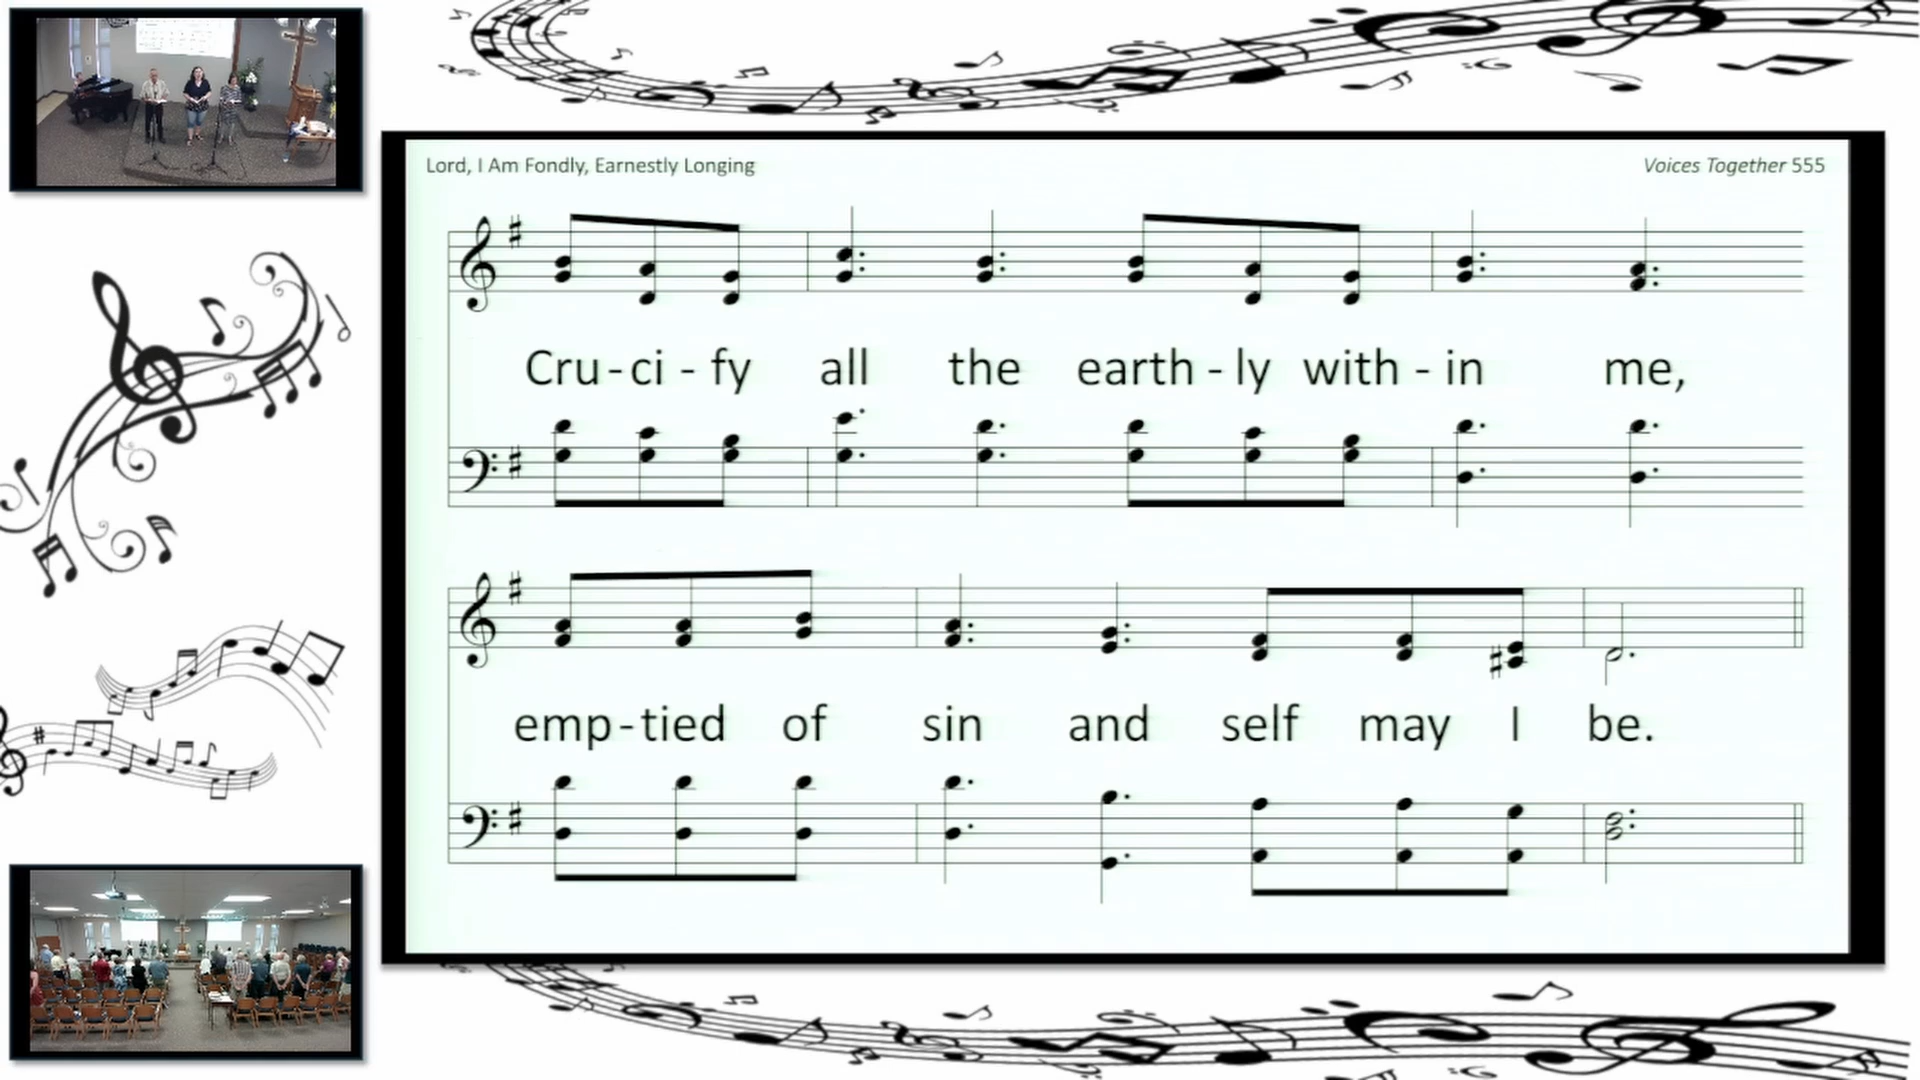 Lord, I Am Fondly, Earnestly Longing
Voices Together 555
Cru-ci - fy all the earth - ly with - in me,
emp-tied of sin and self may I be.